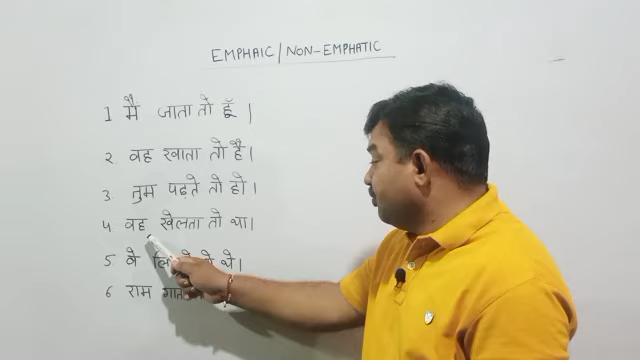 EMPHAIC / NON-EMPHATIC
1 मैं जाता तो हूँ ।
2. वह खाता तो है ।
3. तुम पढ़ते तो हो ।
4. वह खेलता तो था।
5 वे थे।
6 राम